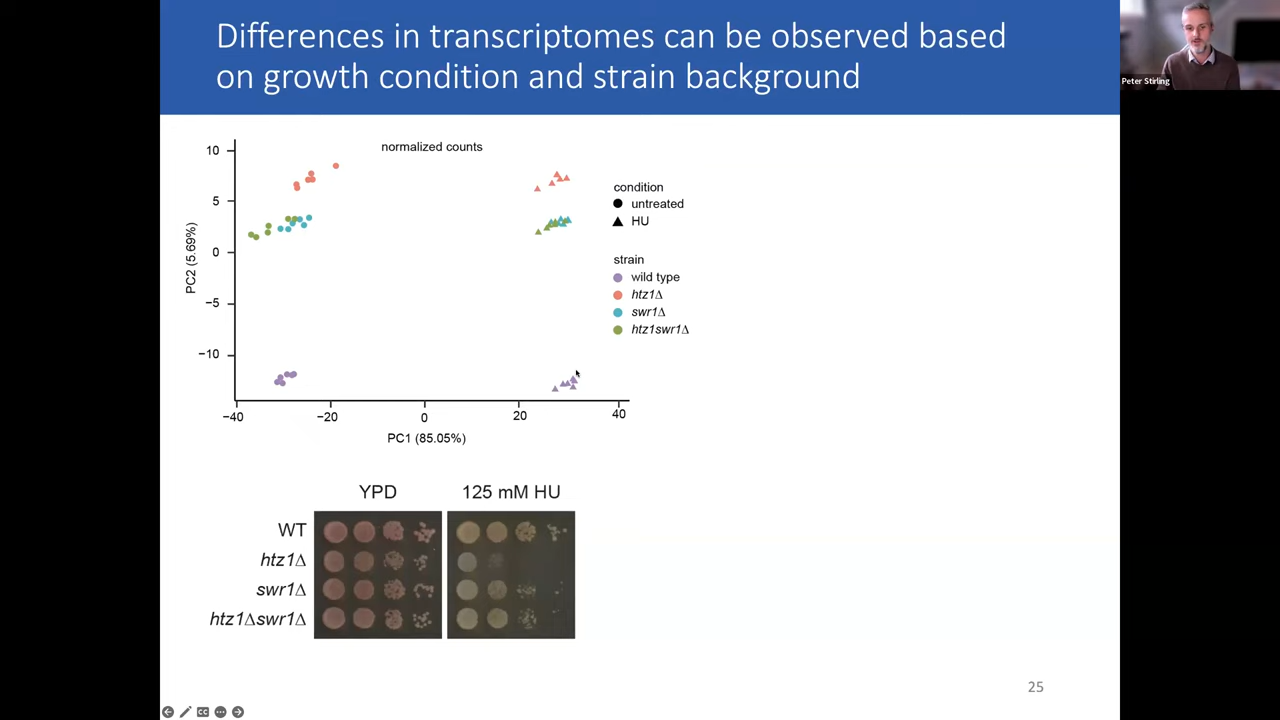 Differences in transcriptomes can be observed based
on growth condition and strain background
Peter Stirling
normalized counts
10
5
0
−5
−10
PC2 (5.69%)
−40
−20
0
20
40
PC1 (85.05%)
condition
untreated
HU
strain
wild type
htz1Δ
swr1Δ
htz1swr1Δ
YPD
125 mM HU
WT
htz1Δ
swr1Δ
htz1Δswr1Δ
25
CC